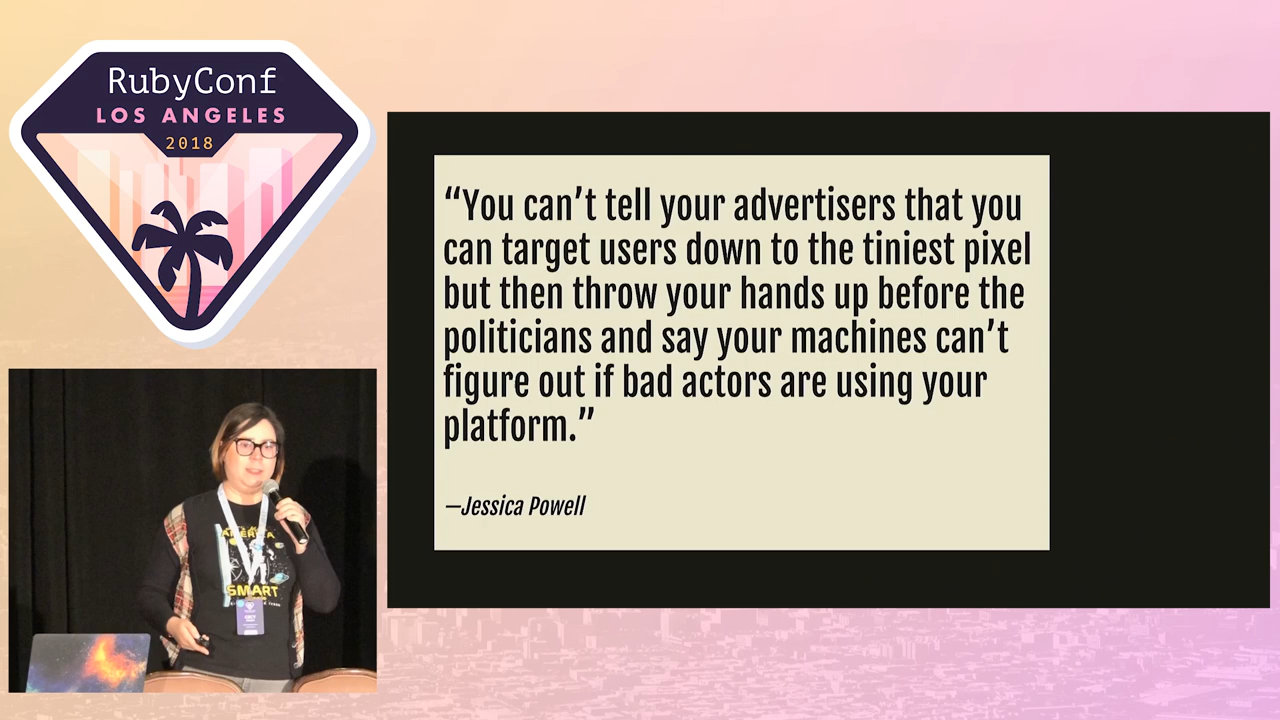 RubyConf
LOS ANGELES
2018
“You can’t tell your advertisers that you
can target users down to the tiniest pixel
but then throw your hands up before the
politicians and say your machines can’t
figure out if bad actors are using your
platform.”
—Jessica Powell
AMERICA
SMART